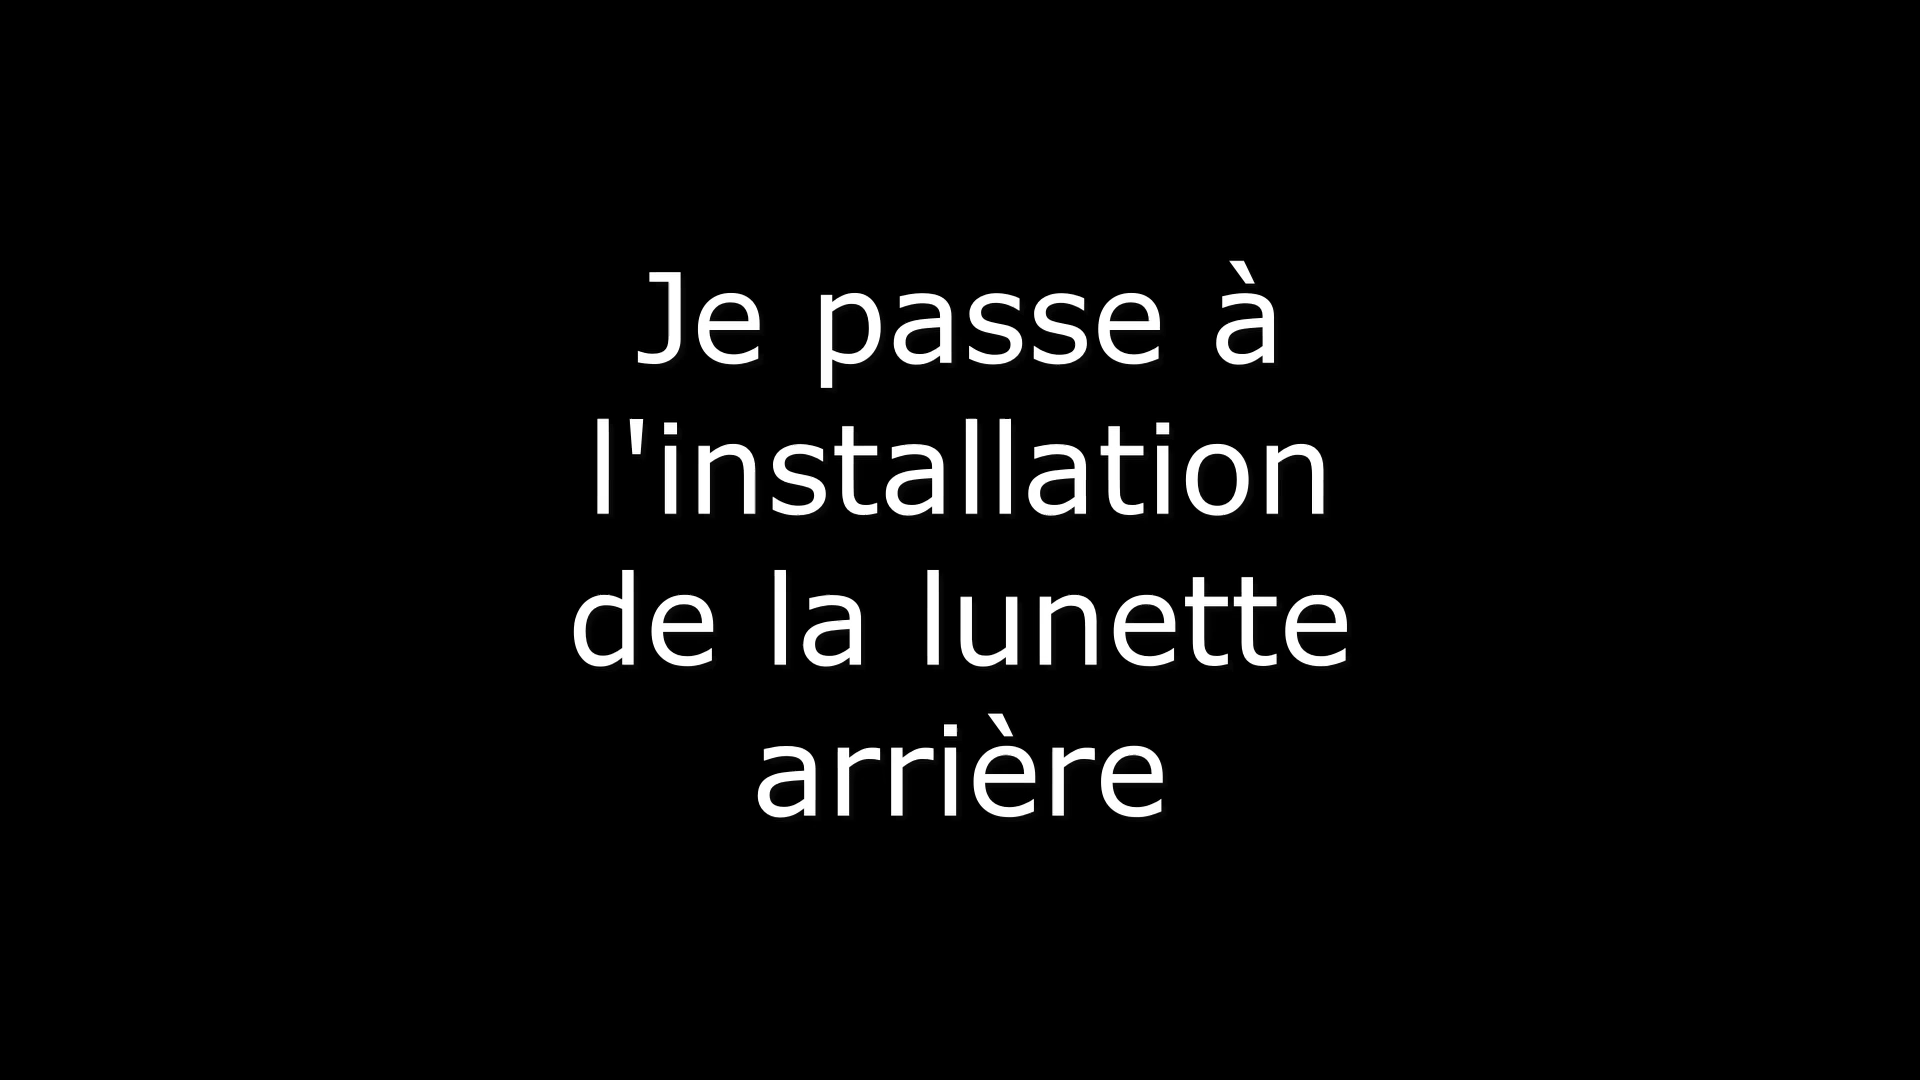 Je passe à
l'installation
de la lunette
arrière